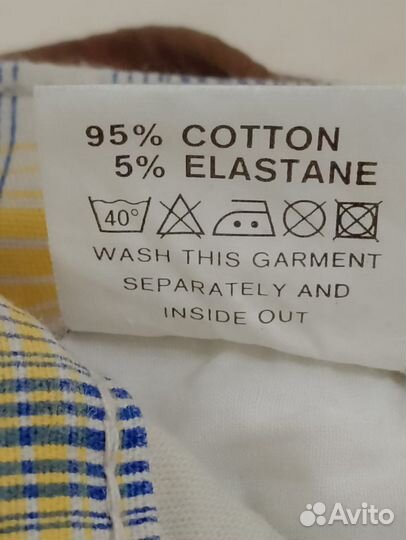 95% COTTON
5% ELASTANE
40°
WASH THIS GARMENT
SEPARATELY AND
INSIDE OUT
Avito